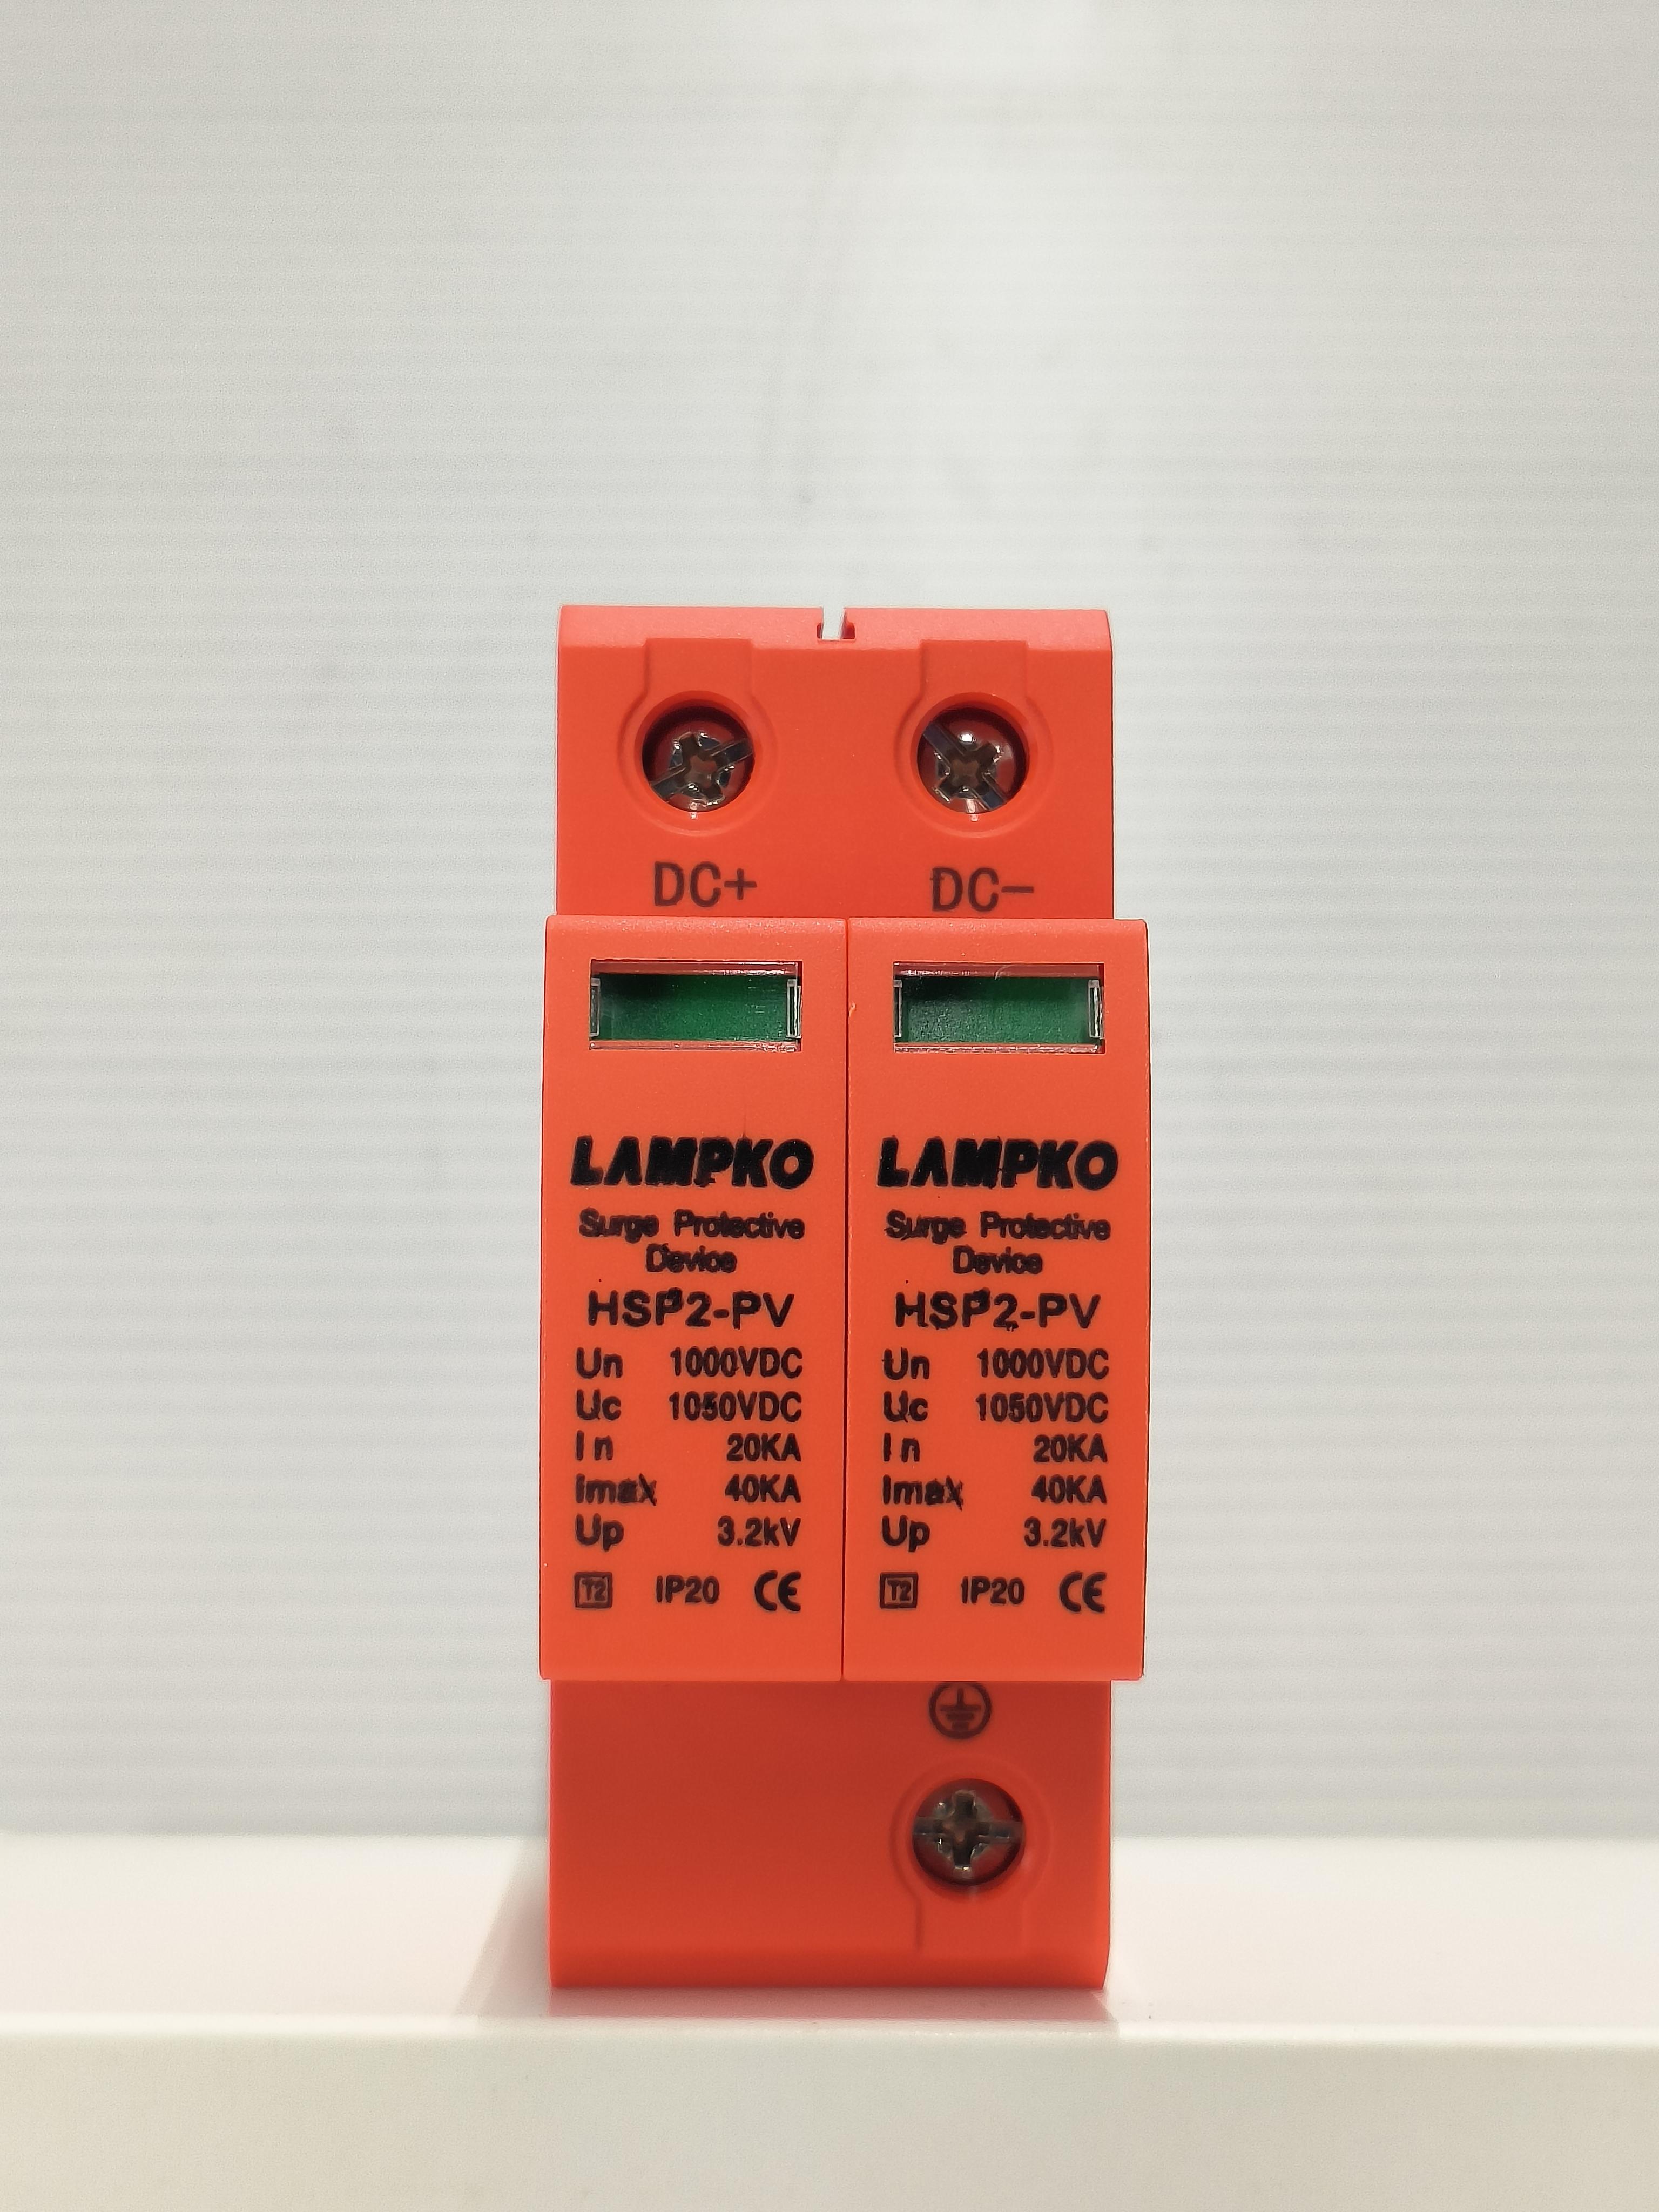 DC+ DC−
LAMPKO
Surge Protective
Device
HSP2-PV
Un 1000VDC
Uc 1050VDC
In 20KA
Imax 40KA
Up 3.2kV
T2 IP20 CE
LAMPKO
Surge Protective
Device
HSP2-PV
Un 1000VDC
Uc 1050VDC
In 20KA
Imax 40KA
Up 3.2kV
T2 IP20 CE